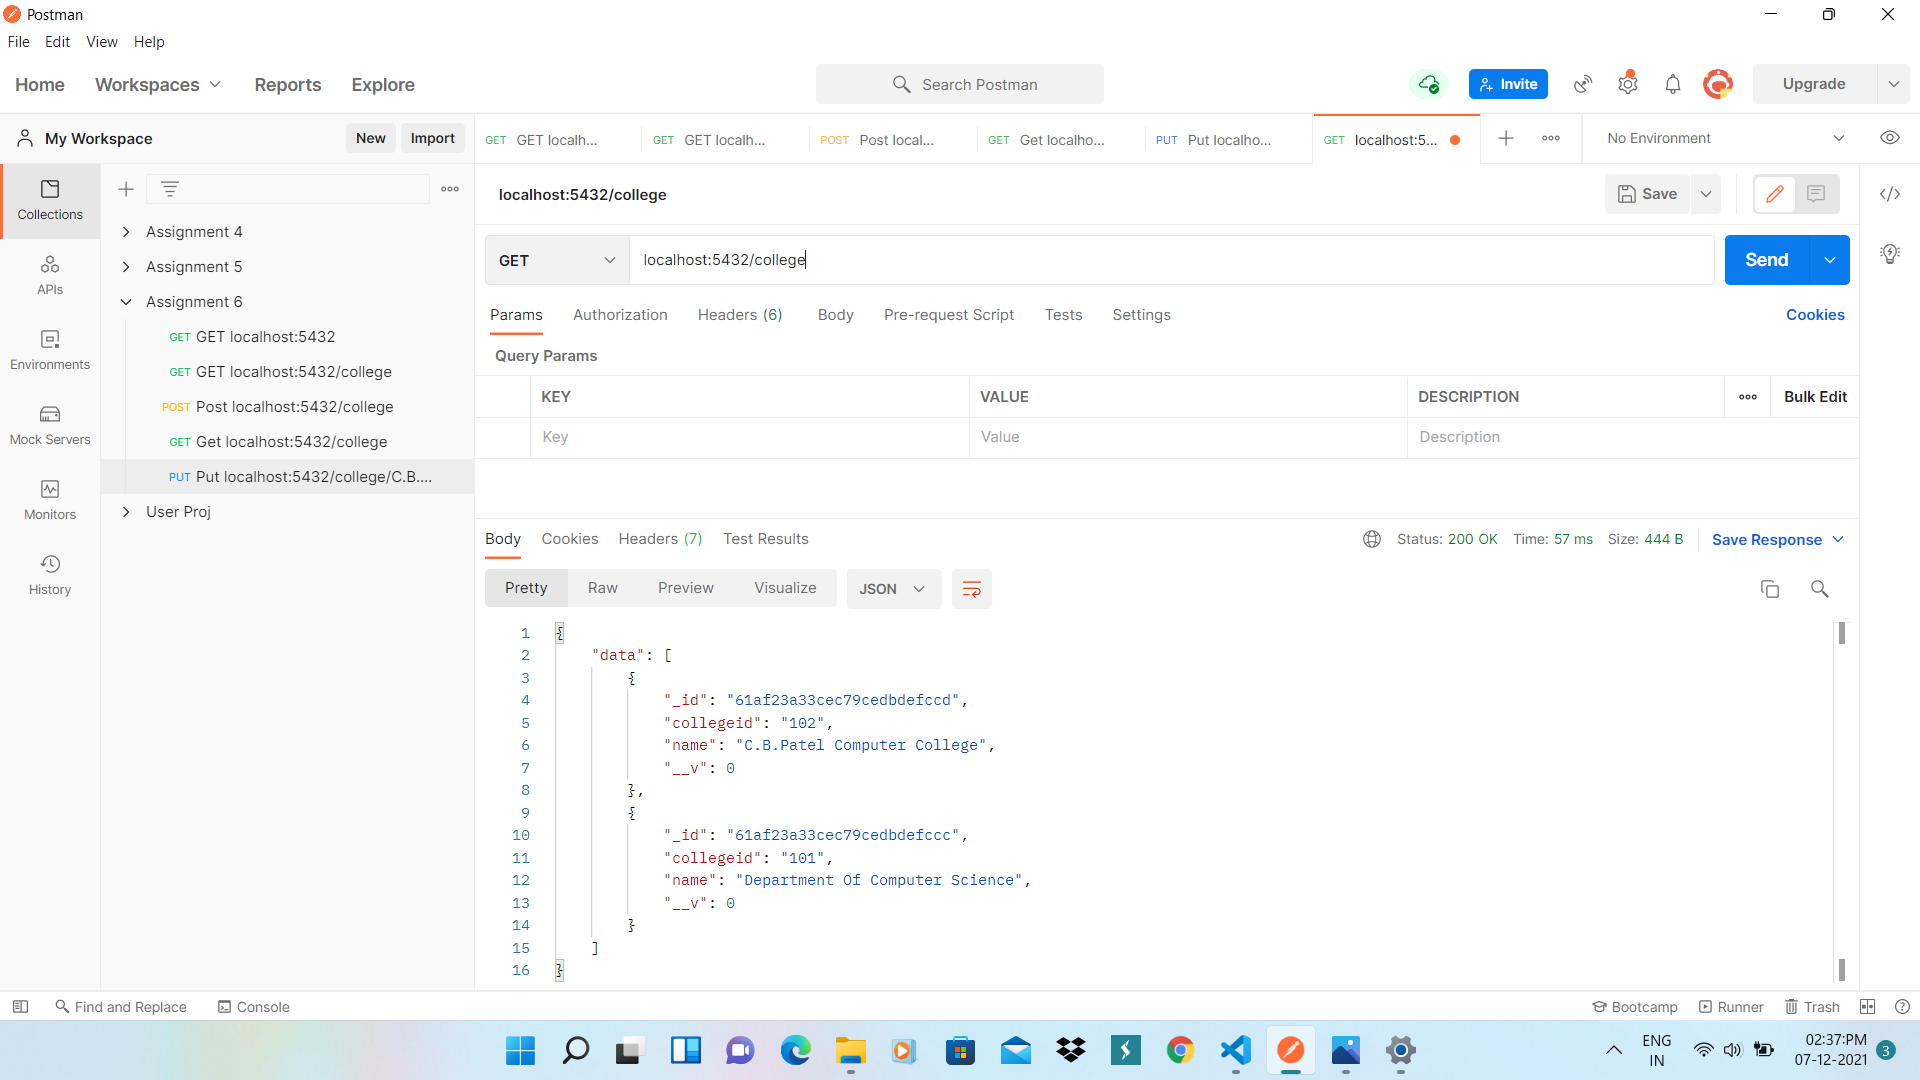 Postman
File Edit View Help
Home Workspaces Reports Explore
Search Postman
Invite
Upgrade
My Workspace
New Import
GET GET localh...
GET GET localh...
POST Post local...
GET Get localho...
PUT Put localho...
GET localhost:5...
No Environment
Collections
APIs
Environments
Mock Servers
Monitors
History
Assignment 4
Assignment 5
Assignment 6
GET GET localhost:5432
GET GET localhost:5432/college
POST Post localhost:5432/college
GET Get localhost:5432/college
PUT Put localhost:5432/college/C.B....
User Proj
localhost:5432/college
Save
GET localhost:5432/college
Send
Params Authorization Headers (6) Body Pre-request Script Tests Settings
Cookies
Query Params
KEY VALUE DESCRIPTION Bulk Edit
Key Value Description
Body Cookies Headers (7) Test Results
Status: 200 OK Time: 57 ms Size: 444 B Save Response
Pretty Raw Preview Visualize JSON
1 {
2 "data": [
3 {
4 "_id": "61af23a33cec79cedbdefccd",
5 "collegeid": "102",
6 "name": "C.B.Patel Computer College",
7 "__v": 0
8 },
9 {
10 "_id": "61af23a33cec79cedbdefccc",
11 "collegeid": "101",
12 "name": "Department Of Computer Science",
13 "__v": 0
14 }
15 ]
16 }
Find and Replace Console
Bootcamp Runner Trash
ENG
IN
02:37:PM
07-12-2021
3